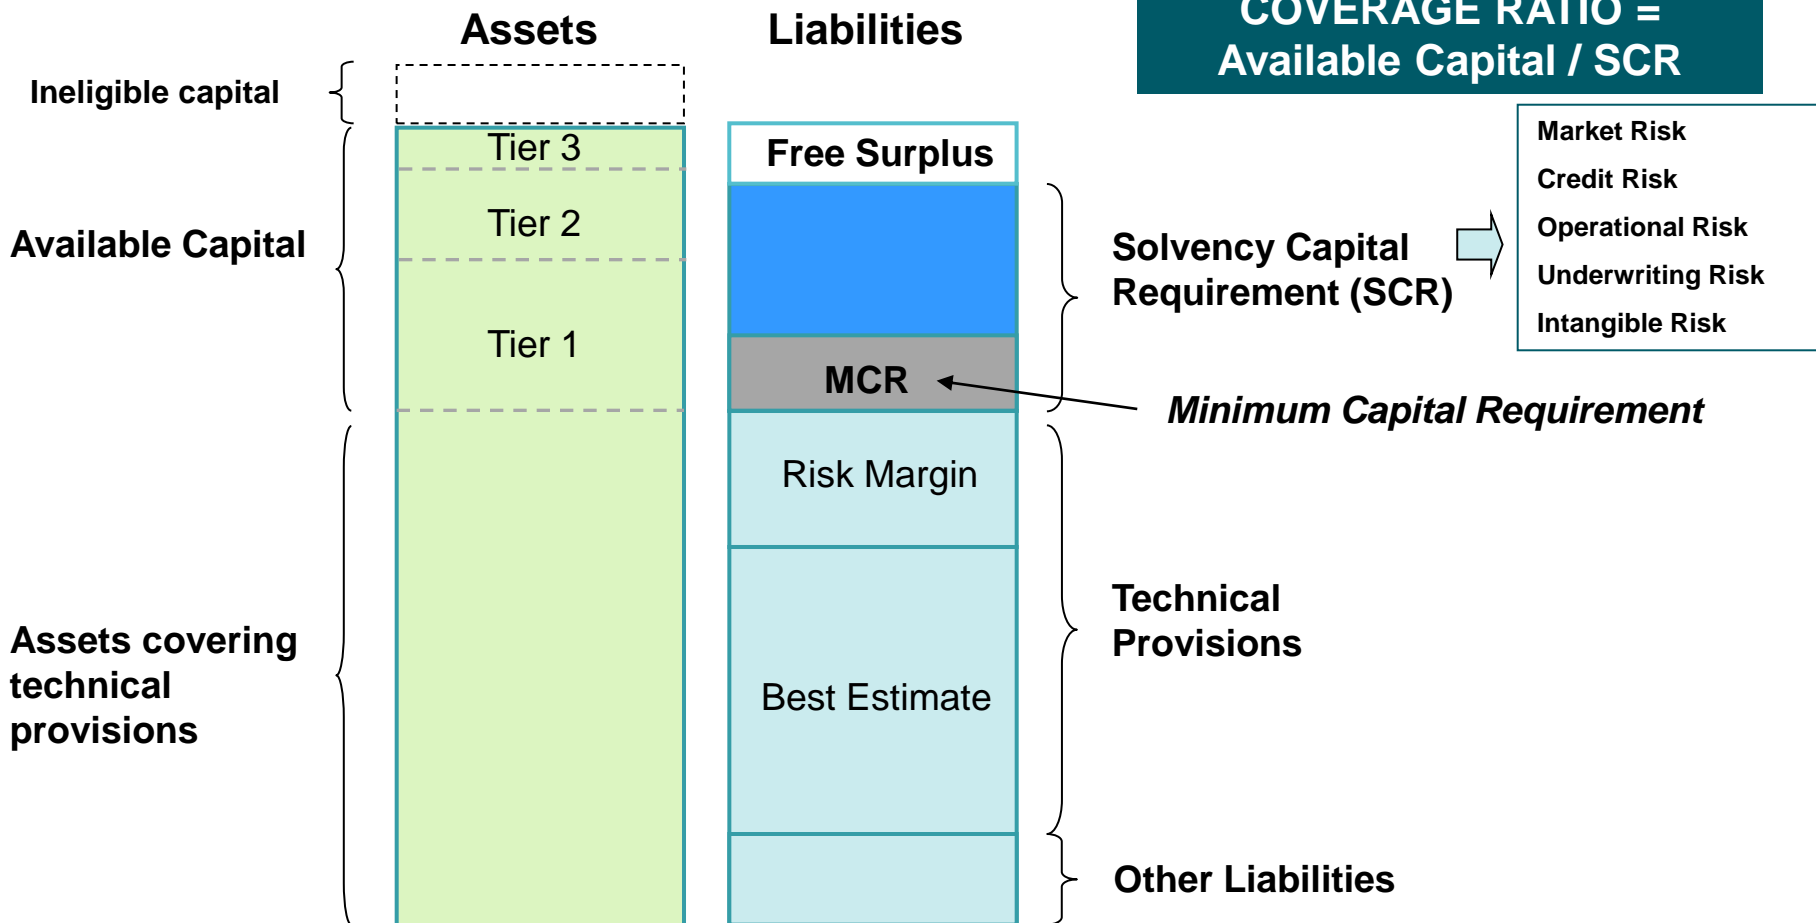 COVERAGE RATIO =
Available Capital / SCR
Assets
Liabilities
Ineligible capital
Available Capital
Assets covering
technical
provisions
Tier 3
Tier 2
Tier 1
Free Surplus
MCR
Risk Margin
Best Estimate
Solvency Capital
Requirement (SCR)
Minimum Capital Requirement
Technical
Provisions
Other Liabilities
Market Risk
Credit Risk
Operational Risk
Underwriting Risk
Intangible Risk